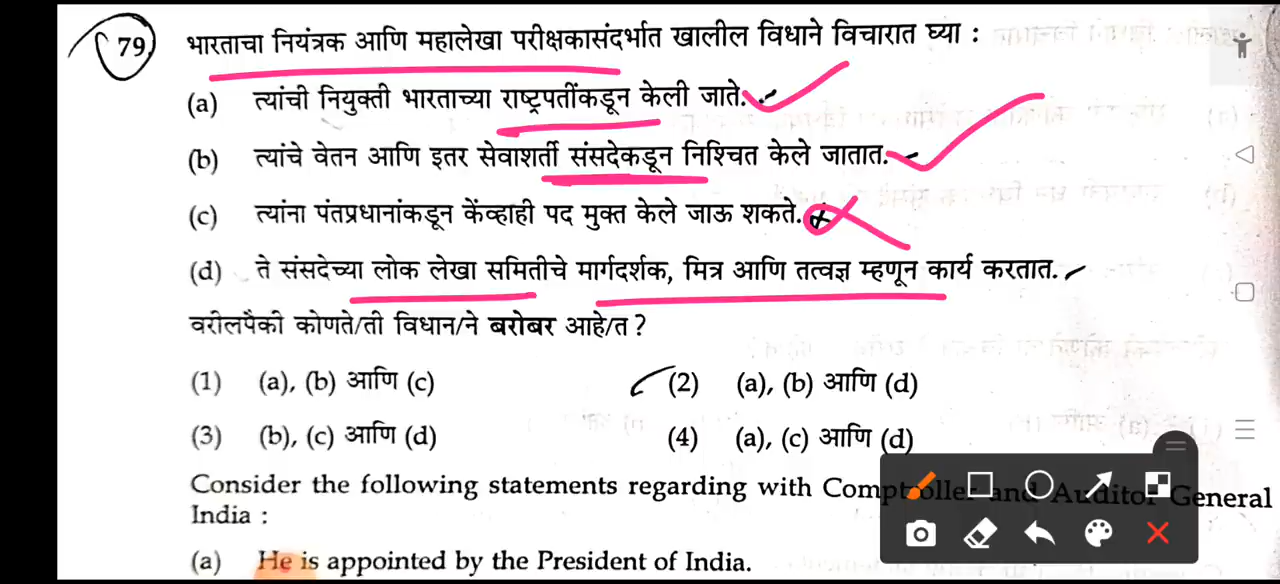 79 भारताचा नियंत्रक आणि महालेखा परीक्षकासंदर्भात खालील विधाने विचारात घ्या :
(a) त्यांची नियुक्ती भारताच्या राष्ट्रपतींकडून केली जाते.
(b) त्यांचे वेतन आणि इतर सेवाशर्ती संसदेकडून निश्चित केले जातात.
(c) त्यांना पंतप्रधानांकडून केंव्हाही पद मुक्त केले जाऊ शकते.
(d) ते संसदेच्या लोक लेखा समितीचे मार्गदर्शक, मित्र आणि तत्वज्ञ म्हणून कार्य करतात.
वरीलपैकी कोणते/ती विधान/ने बरोबर आहे/त ?
(1) (a), (b) आणि (c) (2) (a), (b) आणि (d)
(3) (b), (c) आणि (d) (4) (a), (c) आणि (d)
Consider the following statements regarding with Comptroller and Auditor General
India :
(a) He is appointed by the President of India.